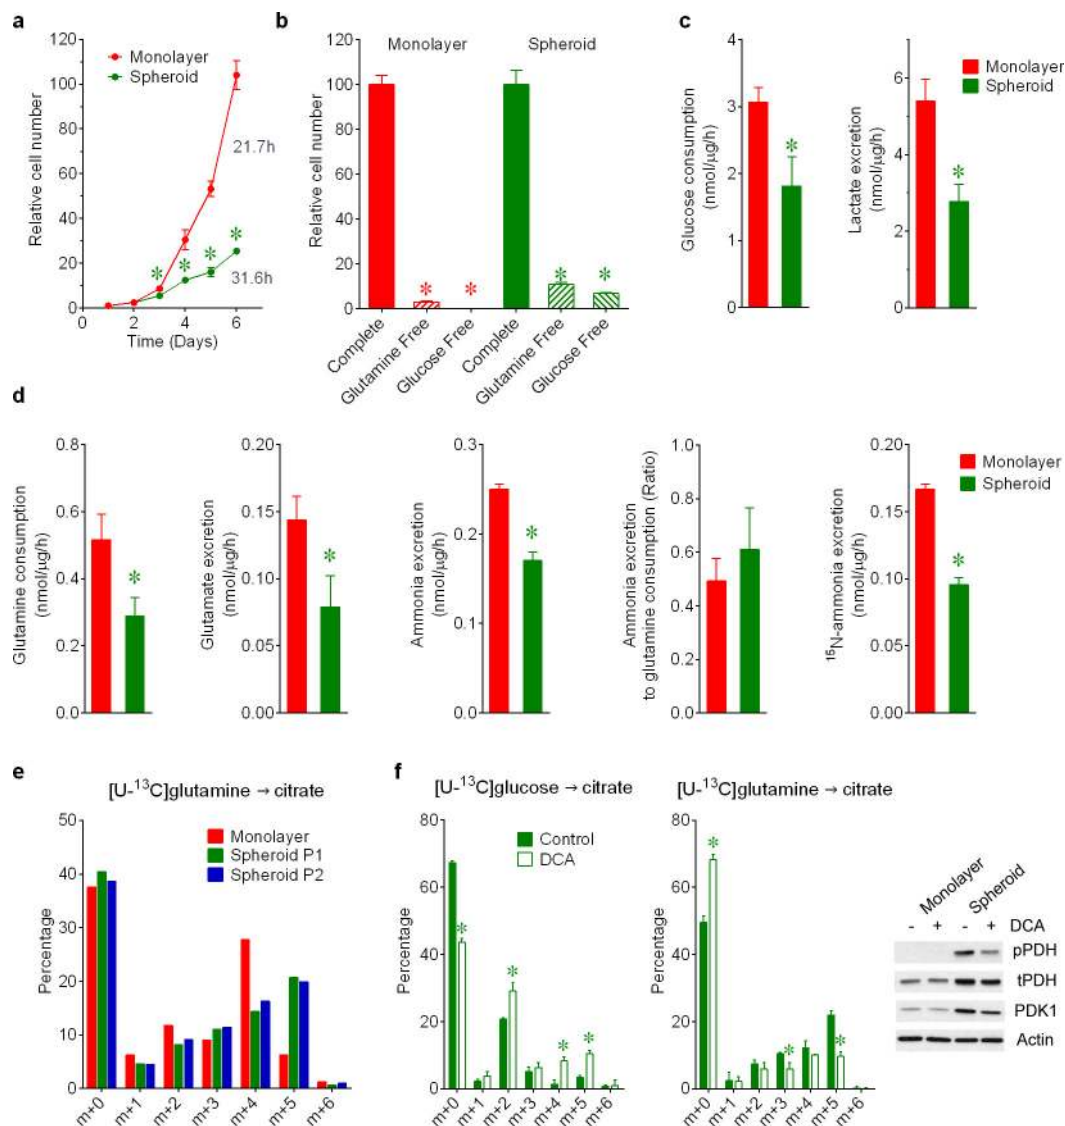 a
120
100
80
60
40
20
0
Relative cell number
Monolayer
Spheroid
21.7h
31.6h
* * * *
0 2 4 6
Time (Days)
b
120
100
80
60
40
20
0
Relative cell number
Monolayer Spheroid
* * * *
Complete
Glutamine Free
Glucose Free
Complete
Glutamine Free
Glucose Free
c
4
3
2
1
0
Glucose consumption
(nmol/µg/h)
*
6
4
2
0
Lactate excretion
(nmol/µg/h)
*
Monolayer
Spheroid
d
0.8
0.6
0.4
0.2
0.0
Glutamine consumption
(nmol/µg/h)
*
0.20
0.15
0.10
0.05
0.00
Glutamate excretion
(nmol/µg/h)
*
0.3
0.2
0.1
0.0
Ammonia excretion
(nmol/µg/h)
*
1.0
0.8
0.6
0.4
0.2
0.0
Ammonia excretion
to glutamine consumption (Ratio)
0.20
0.15
0.10
0.05
0.00
¹⁵N-ammonia excretion
(nmol/µg/h)
*
Monolayer
Spheroid
e
[U-¹³C]glutamine → citrate
50
40
30
20
10
0
Percentage
Monolayer
Spheroid P1
Spheroid P2
m+0 m+1 m+2 m+3 m+4 m+5 m+6
f
[U-¹³C]glucose → citrate
80
60
40
20
0
Percentage
Control
DCA
* * * *
m+0 m+1 m+2 m+3 m+4 m+5 m+6
[U-¹³C]glutamine → citrate
80
60
40
20
0
Percentage
* * *
m+0 m+1 m+2 m+3 m+4 m+5 m+6
Monolayer Spheroid
- + - + DCA
pPDH
tPDH
PDK1
Actin